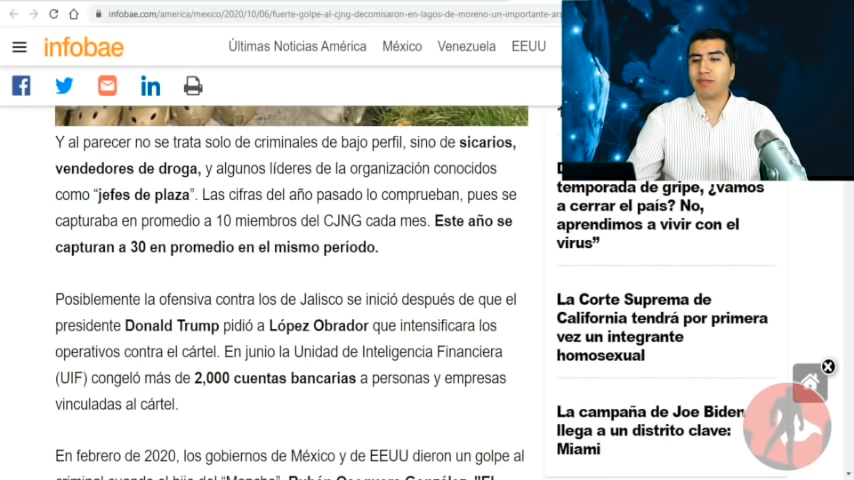 infobae.com/america/mexico/2020/10/06/fuerte-golpe-al-cjng-decomisaron-en-lagos-de-moreno-un-importante-ar
infobae
Últimas Noticias América México Venezuela EEUU
Y al parecer no se trata solo de criminales de bajo perfil, sino de sicarios,
vendedores de droga, y algunos líderes de la organización conocidos
como “jefes de plaza”. Las cifras del año pasado lo comprueban, pues se
capturaba en promedio a 10 miembros del CJNG cada mes. Este año se
capturan a 30 en promedio en el mismo período.
Posiblemente la ofensiva contra los de Jalisco se inició después de que el
presidente Donald Trump pidió a López Obrador que intensificara los
operativos contra el cártel. En junio la Unidad de Inteligencia Financiera
(UIF) congeló más de 2,000 cuentas bancarias a personas y empresas
vinculadas al cártel.
En febrero de 2020, los gobiernos de México y de EEUU dieron un golpe al
temporada de gripe, ¿vamos
a cerrar el país? No,
aprendimos a vivir con el
virus”
La Corte Suprema de
California tendrá por primera
vez un integrante
homosexual
La campaña de Joe Biden
llega a un distrito clave:
Miami